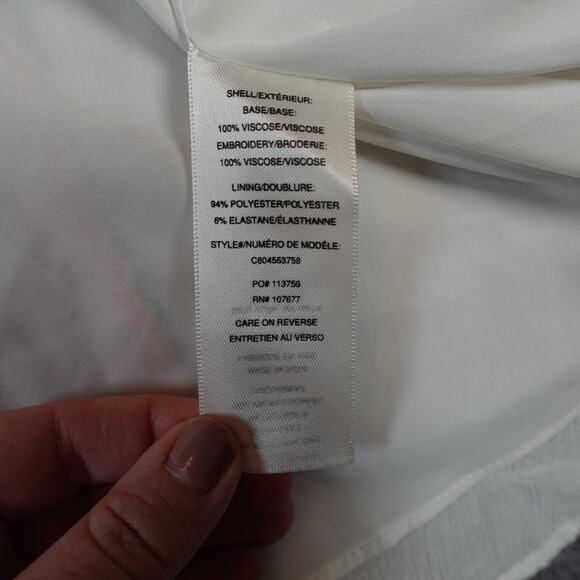 SHELL/EXTÉRIEUR:
BASE/BASE:
100% VISCOSE/VISCOSE
EMBROIDERY/BRODERIE:
100% VISCOSE/VISCOSE
LINING/DOUBLURE:
94% POLYESTER/POLYESTER
6% ELASTANE/ÉLASTHANNE
STYLE#/NUMÉRO DE MODÈLE:
C604553758
PO# 113759
RN# 107677
CARE ON REVERSE
ENTRETIEN AU VERSO